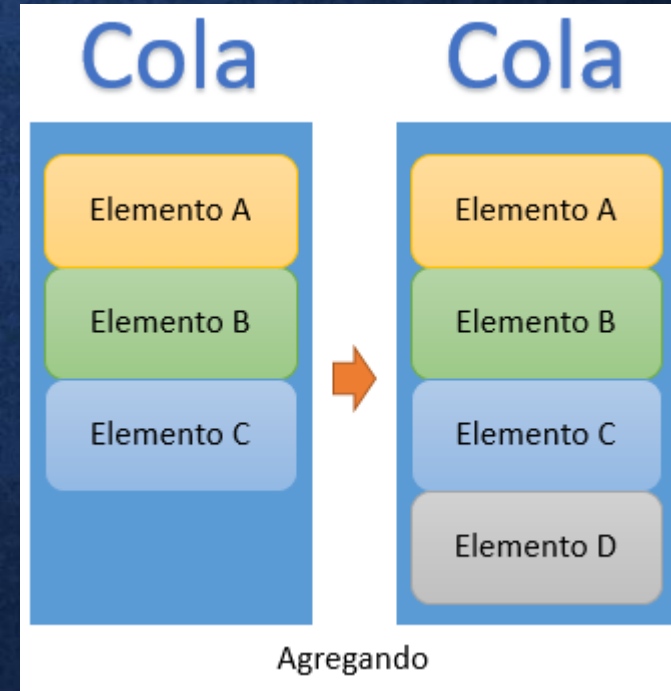 Cola
Elemento A
Elemento B
Elemento C
Cola
Elemento A
Elemento B
Elemento C
Elemento D
Agregando